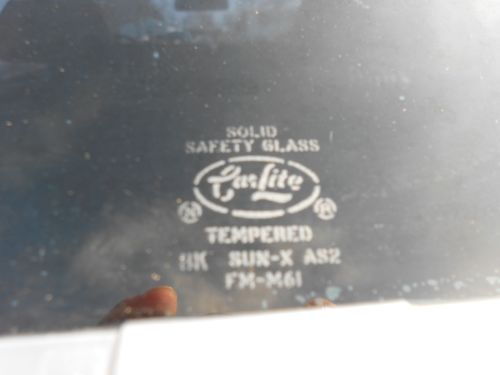 SOLID
SAFETY GLASS
CarLite
TEMPERED
SUN-X AS2
FM-M61